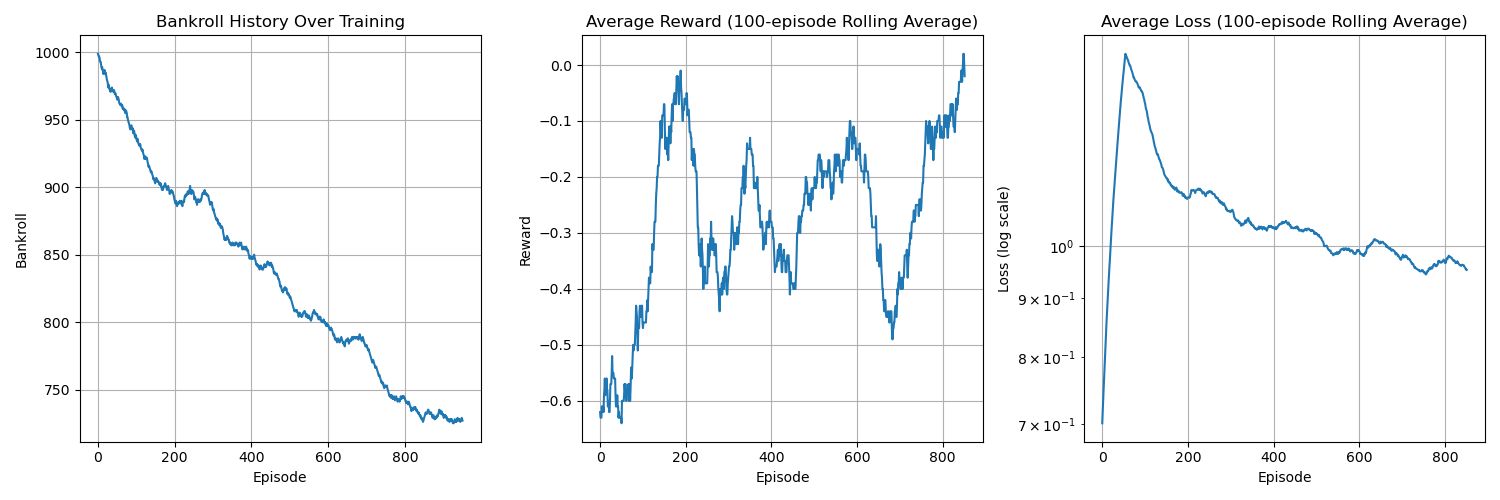 Bankroll History Over Training
1000
950
900
850
800
750
Bankroll
0 200 400 600 800
Episode
Average Reward (100-episode Rolling Average)
0.0
−0.1
−0.2
−0.3
−0.4
−0.5
−0.6
Reward
0 200 400 600 800
Episode
Average Loss (100-episode Rolling Average)
10⁰
9 × 10⁻¹
8 × 10⁻¹
7 × 10⁻¹
Loss (log scale)
0 200 400 600 800
Episode